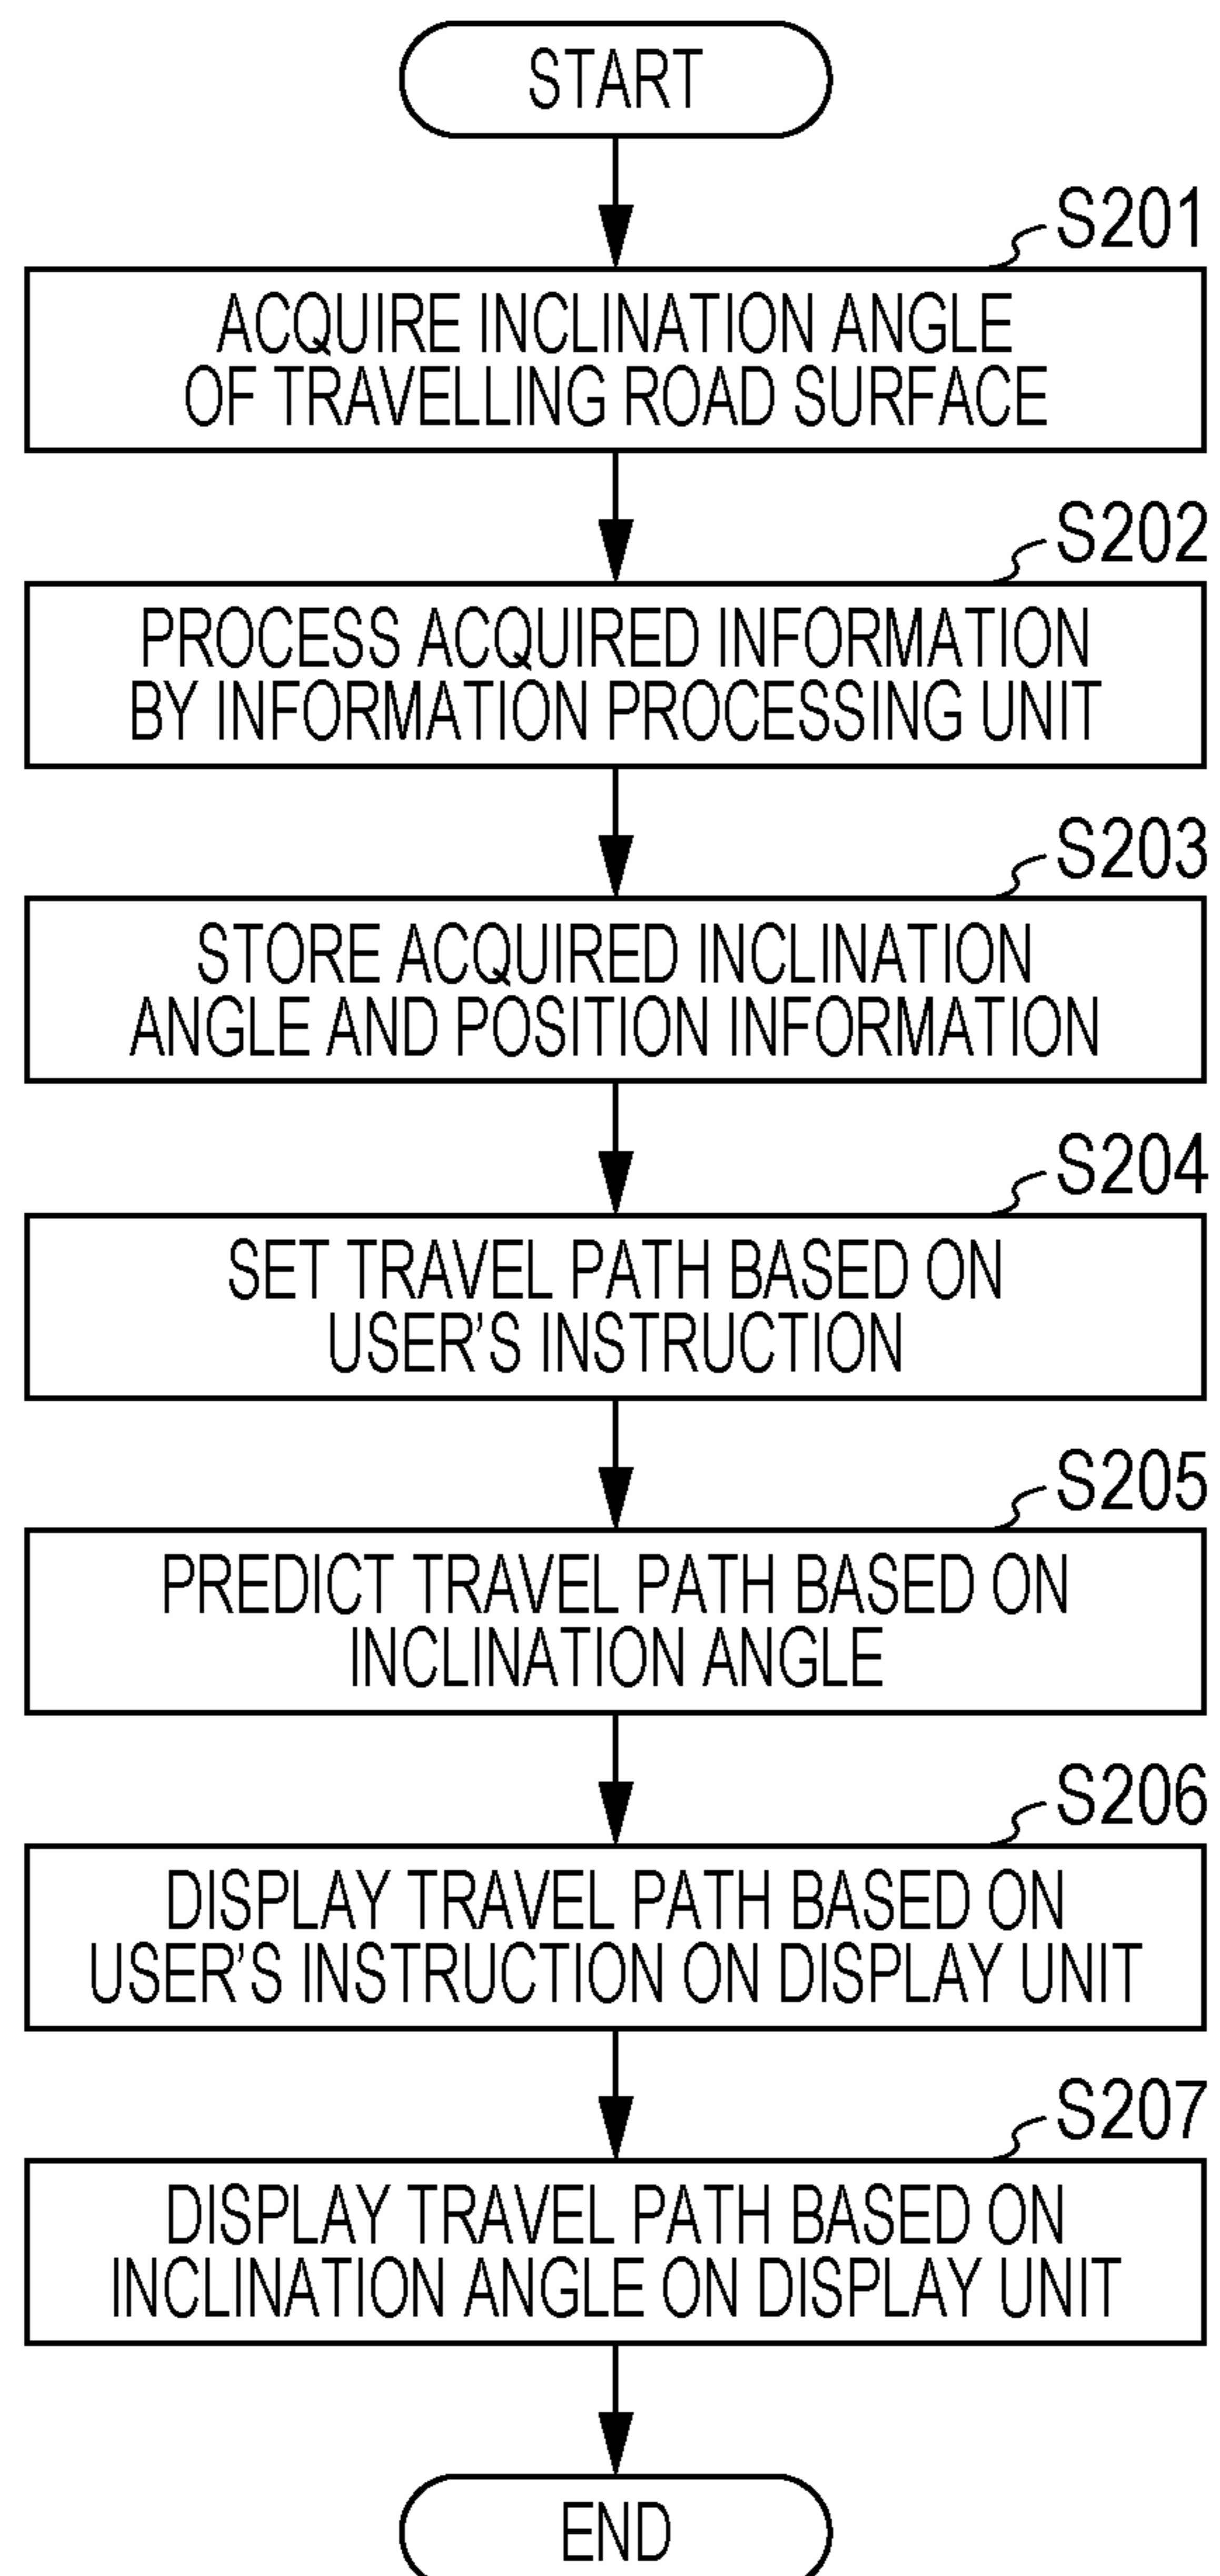 START
S201
ACQUIRE INCLINATION ANGLE
OF TRAVELLING ROAD SURFACE
S202
PROCESS ACQUIRED INFORMATION
BY INFORMATION PROCESSING UNIT
S203
STORE ACQUIRED INCLINATION
ANGLE AND POSITION INFORMATION
S204
SET TRAVEL PATH BASED ON
USER’S INSTRUCTION
S205
PREDICT TRAVEL PATH BASED ON
INCLINATION ANGLE
S206
DISPLAY TRAVEL PATH BASED ON
USER’S INSTRUCTION ON DISPLAY UNIT
S207
DISPLAY TRAVEL PATH BASED ON
INCLINATION ANGLE ON DISPLAY UNIT
END